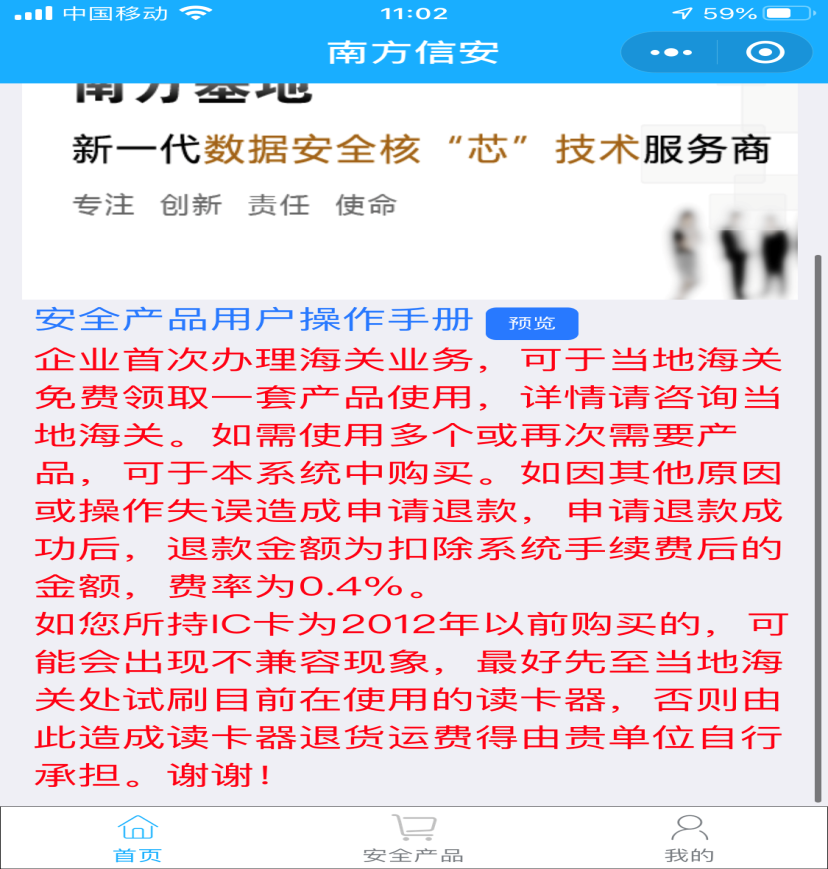 中国移动
11:02
59%
南方信安
南方基地
新一代数据安全核“芯”技术服务商
专注 创新 责任 使命
安全产品用户操作手册 预览
企业首次办理海关业务，可于当地海关
免费领取一套产品使用，详情请咨询当
地海关。如需使用多个或再次需要产
品，可于本系统中购买。如因其他原因
或操作失误造成申请退款，申请退款成
功后，退款金额为扣除系统手续费后的
金额，费率为0.4%。
如您所持IC卡为2012年以前购买的，可
能会出现不兼容现象，最好先至当地海
关处试刷目前在使用的读卡器，否则由
此造成读卡器退货运费得由贵单位自行
承担。谢谢！
首页
安全产品
我的